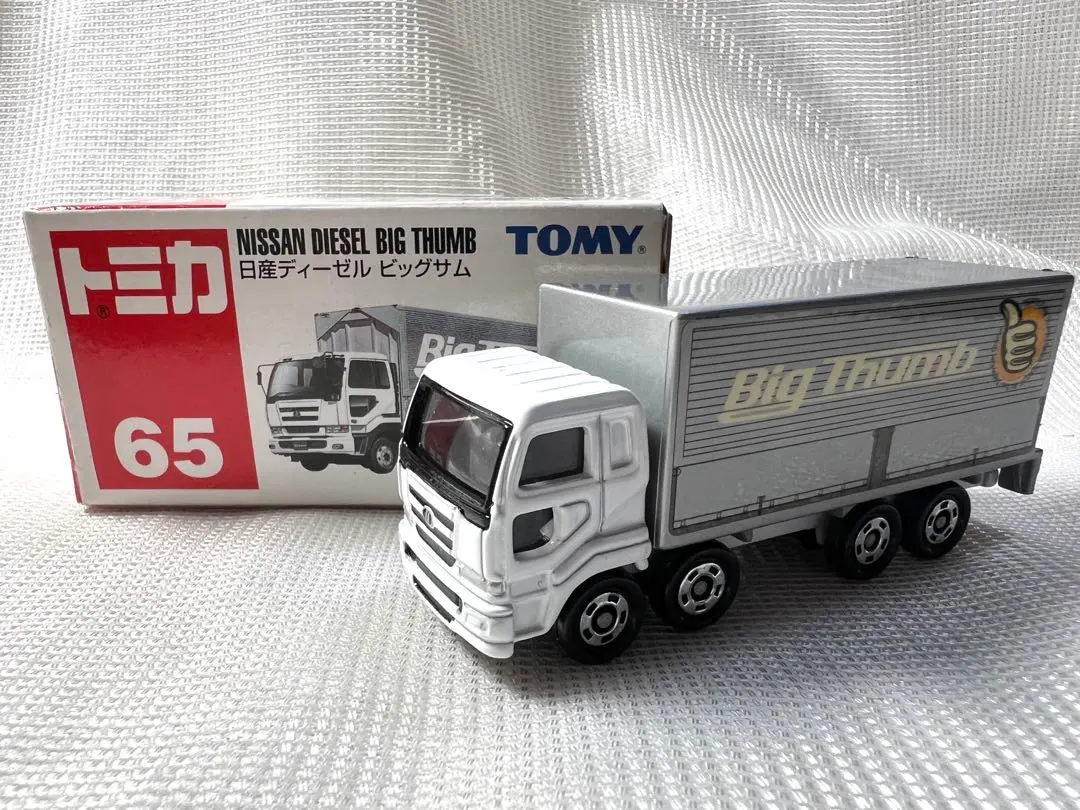 トミカ®
65
NISSAN DIESEL BIG THUMB
日産ディーゼル ビッグサム
TOMY®
Big Thumb